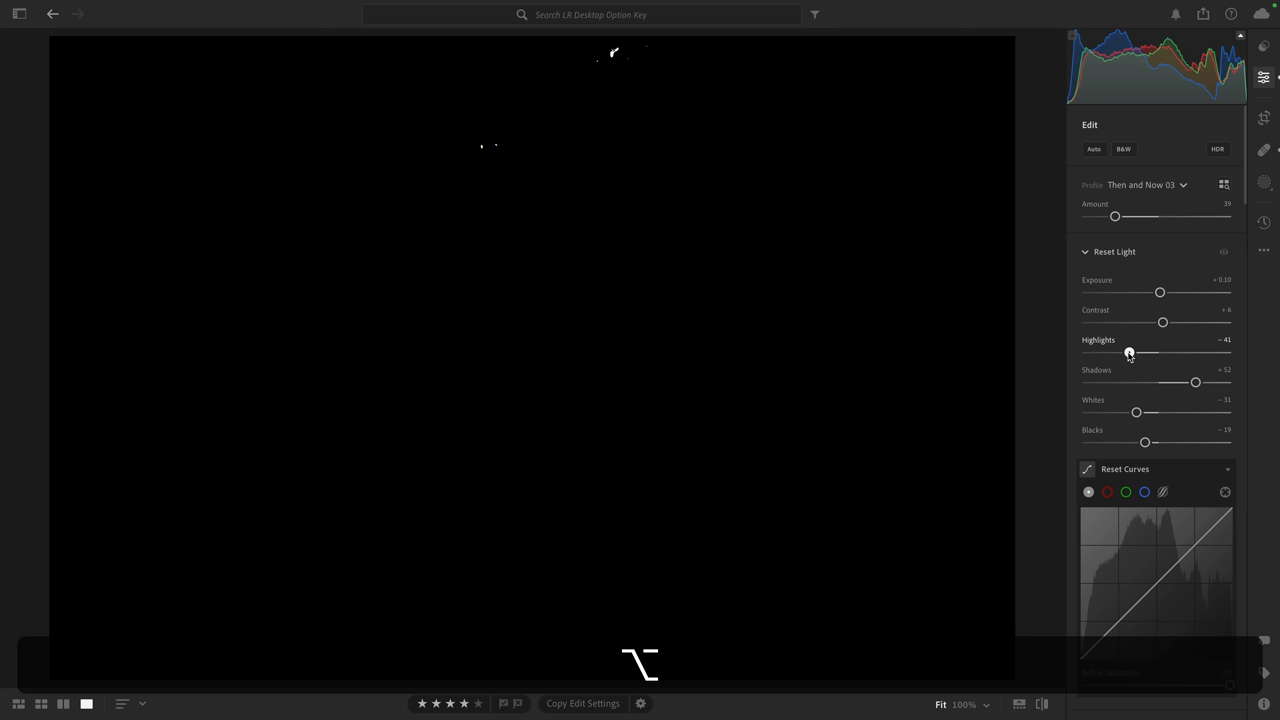 Search LR Desktop Option Key
Edit
Auto B&W HDR
Profile Then and Now 03
Amount 39
Reset Light
Exposure + 0.10
Contrast + 6
Highlights − 41
Shadows + 52
Whites − 31
Blacks − 19
Reset Curves
⌥
Copy Edit Settings
Fit 100%